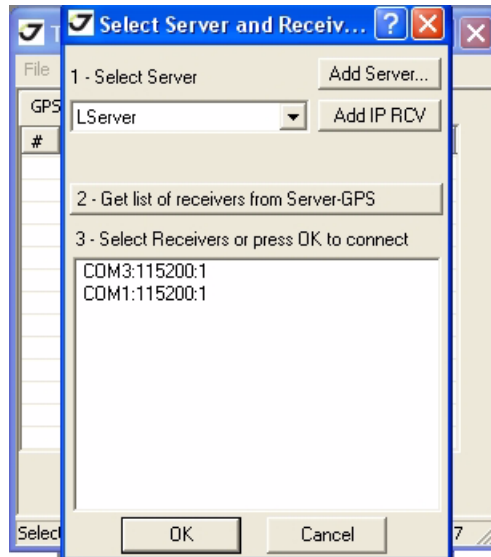 Select Server and Receiv...
File
1 - Select Server
Add Server...
GPS
LServer
Add IP RCV
#
2 - Get list of receivers from Server-GPS
3 - Select Receivers or press OK to connect
COM3:115200:1
COM1:115200:1
Select
OK
Cancel
7